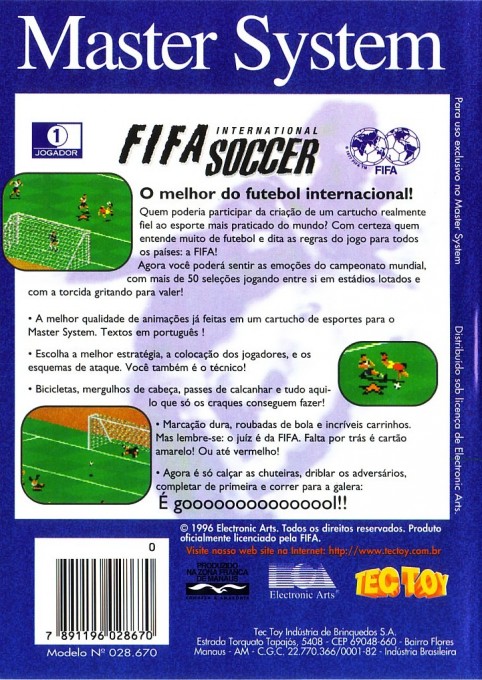 Master System
1
JOGADOR
FIFA INTERNATIONAL SOCCER
FIFA
O melhor do futebol internacional!
Quem poderia participar da criação de um cartucho realmente
fiel ao esporte mais praticado do mundo? Com certeza quem
entende muito de futebol e dita as regras do jogo para todos
os países: a FIFA!
Agora você poderá sentir as emoções do campeonato mundial,
com mais de 50 seleções jogando entre si em estádios lotados e
com a torcida gritando para valer!
• A melhor qualidade de animações já feitas em um cartucho de esportes para o
Master System. Textos em português !
• Escolha a melhor estratégia, a colocação dos jogadores, e os
esquemas de ataque. Você também é o técnico!
• Bicicletas, mergulhos de cabeça, passes de calcanhar e tudo aqui-
lo que só os craques conseguem fazer!
• Marcação dura, roubadas de bola e incríveis carrinhos.
Mas lembre-se: o juíz é da FIFA. Falta por trás é cartão
amarelo! Ou até vermelho!
• Agora é só calçar as chuteiras, driblar os adversários,
completar de primeira e correr para a galera:
É goooooooooooooool!!
© 1996 Electronic Arts. Todos os direitos reservados. Produto
oficialmente licenciado pela FIFA.
Visite nosso web site na Internet: http://www.tectoy.com.br
PRODUZIDO
NA ZONA FRANCA
DE MANAUS
Electronic Arts®
TEC TOY
0
7 891196 028670
Modelo Nº 028.670
Tec Toy Indústria de Brinquedos S.A.
Estrada Torquato Tapajós, 5408 - CEP 69048-660 - Bairro Flores
Manaus - AM - C.G.C. 22.770.366/0001-82 - Indústria Brasileira
Para uso exclusivo no Master System
Distribuído sob licença de Electronic Arts.